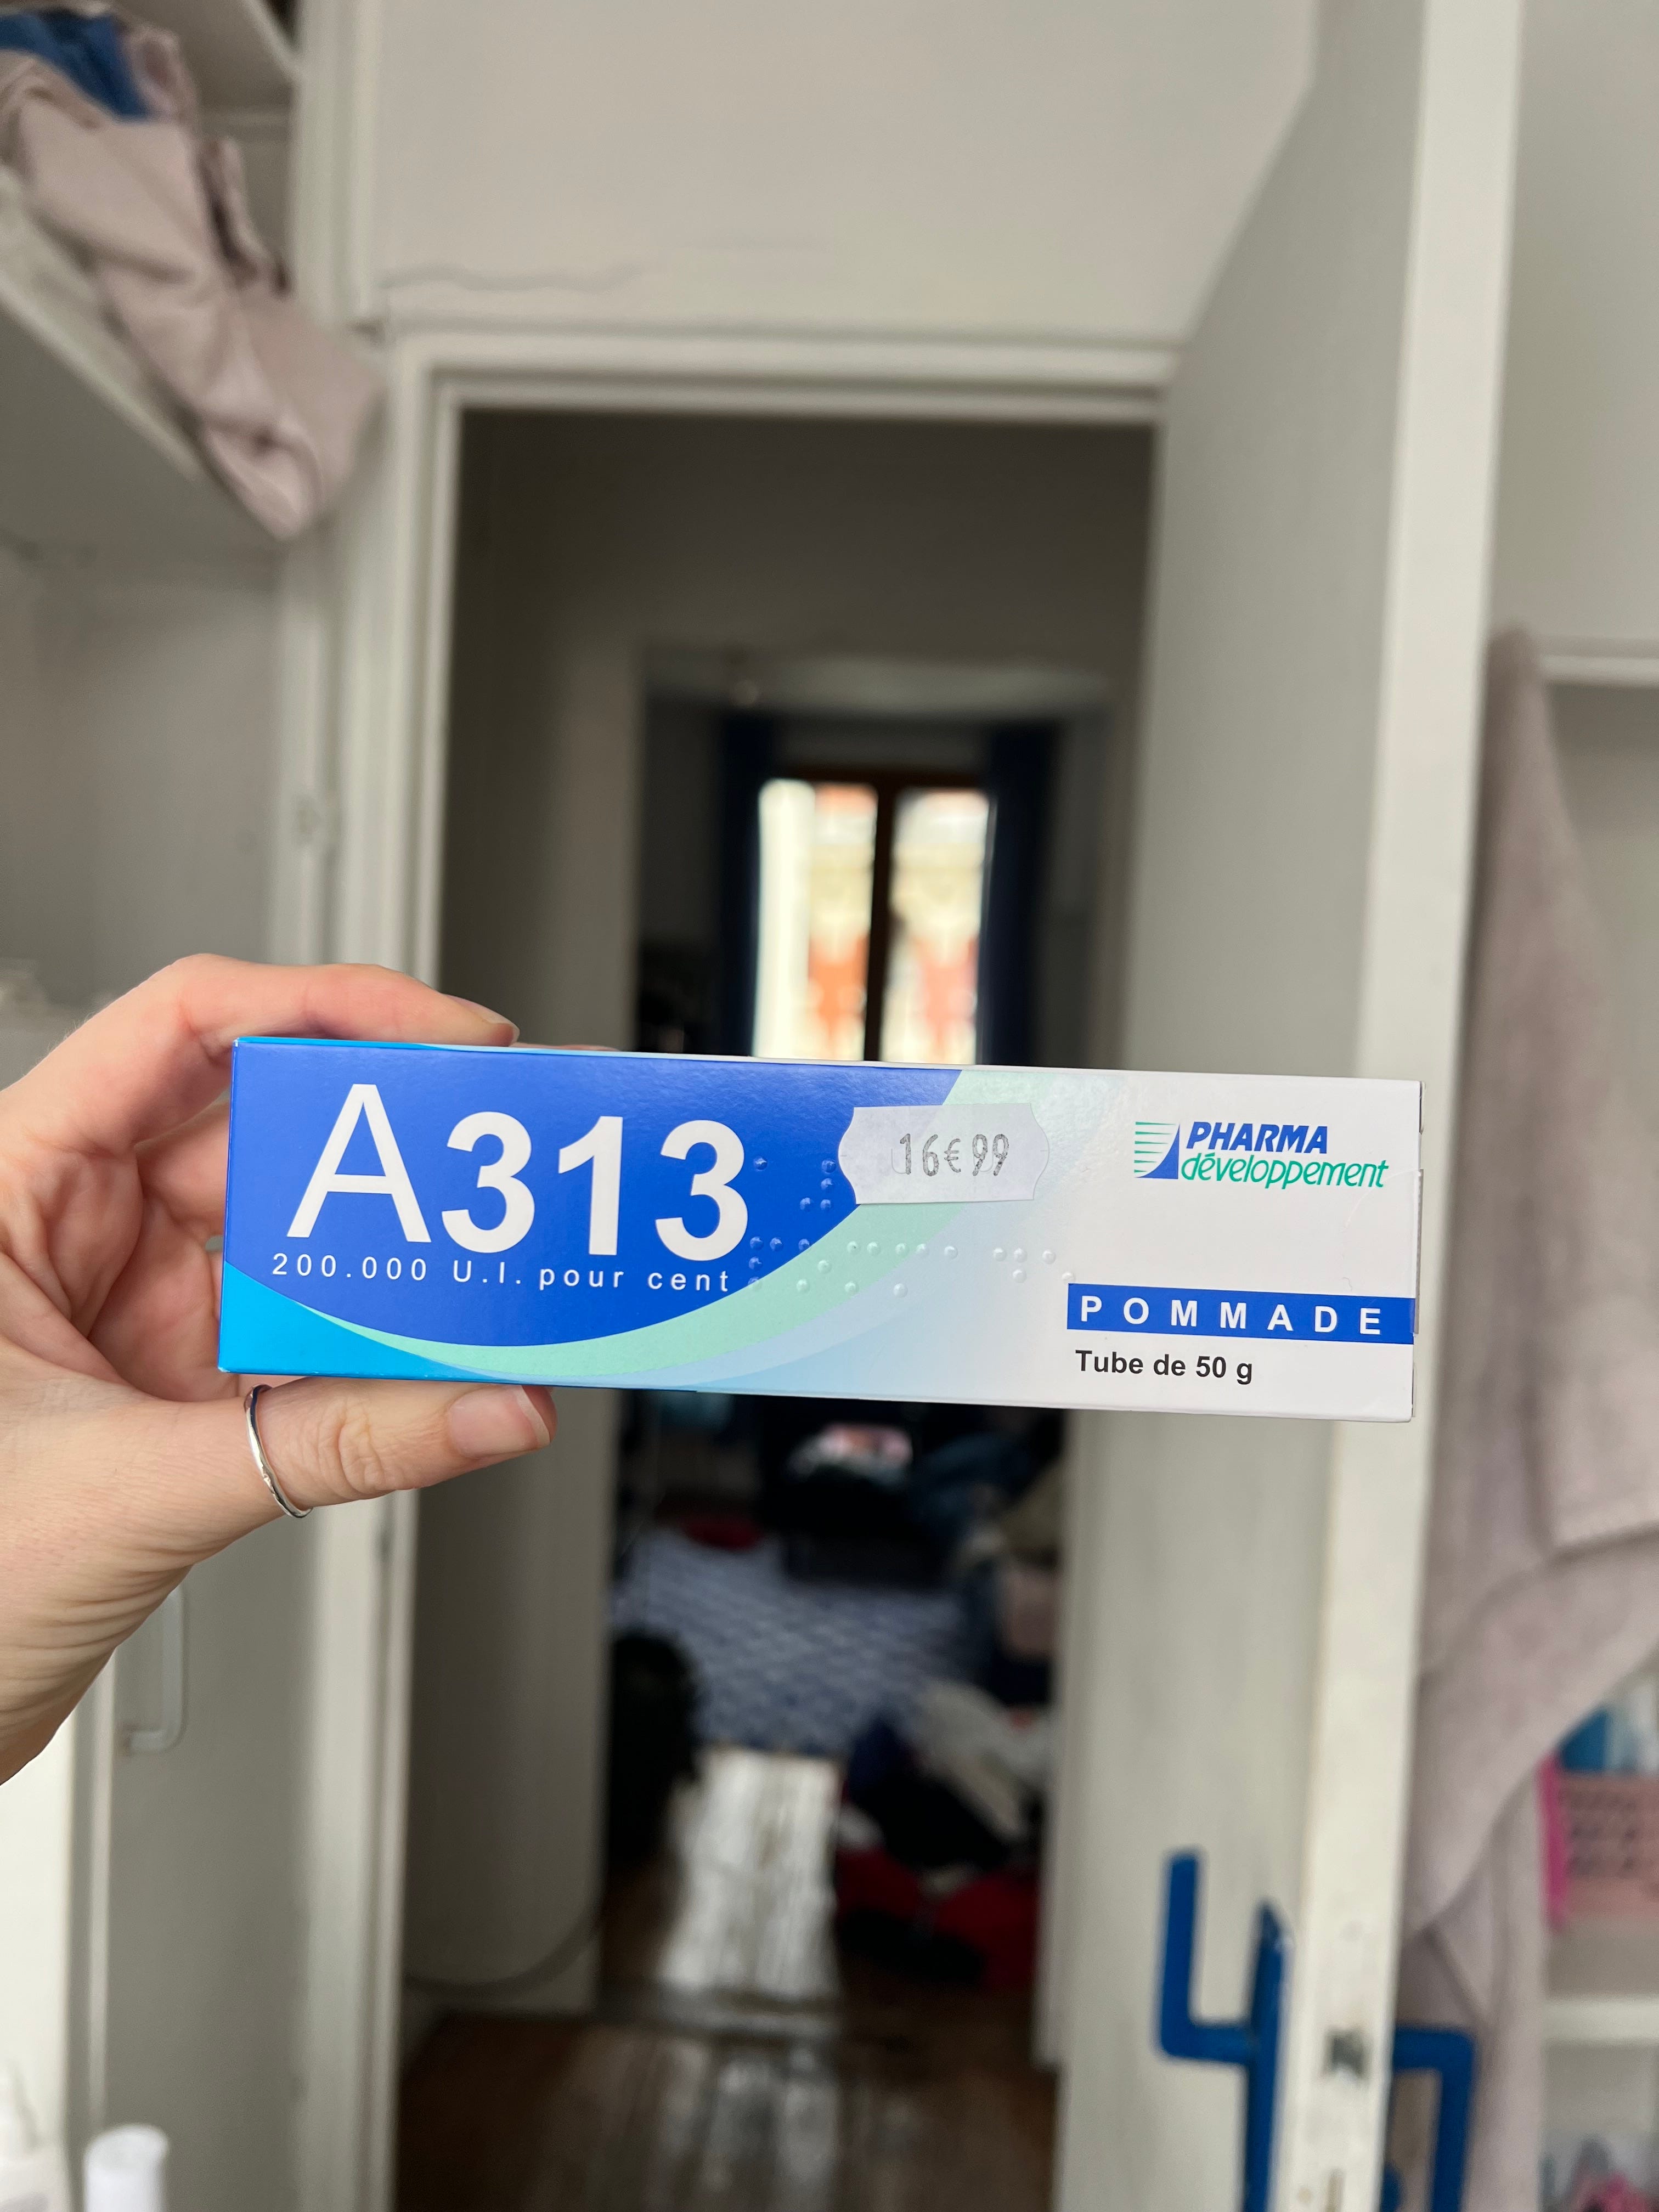 A313
200.000 U.I. pour cent
16€99
PHARMA
développement
POMMADE
Tube de 50 g